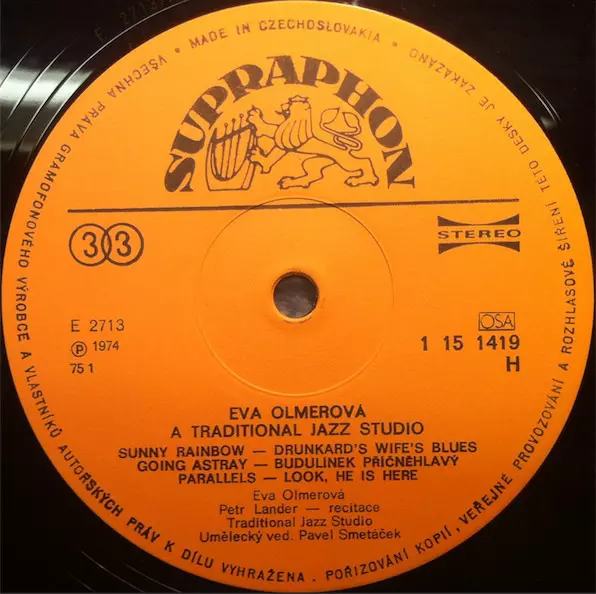 • MADE IN CZECHOSLOVAKIA •
VŠECHNA PRÁVA GRAMOFONOVÉHO VÝROBCE A VLASTNÍKŮ AUTORSKÝCH PRÁV K DÍLU VYHRAŽENA. POŘIZOVÁNÍ KOPIÍ, VEŘEJNÉ PROVOZOVÁNÍ A ROZHLASOVÉ ŠÍŘENÍ TÉTO DESKY JE ZAKÁZÁNO
SUPRAPHON
33
STEREO
E 2713
Ⓟ 1974
75 1
OSA
1 15 1419
H
EVA OLMEROVÁ
A TRADITIONAL JAZZ STUDIO
SUNNY RAINBOW — DRUNKARD'S WIFE'S BLUES
GOING ASTRAY — BUDULÍNEK PŘÍČNĚHLAVÝ
PARALLELS — LOOK, HE IS HERE
Eva Olmerová
Petr Lander — recitace
Traditional Jazz Studio
Umělecký ved. Pavel Smetáček